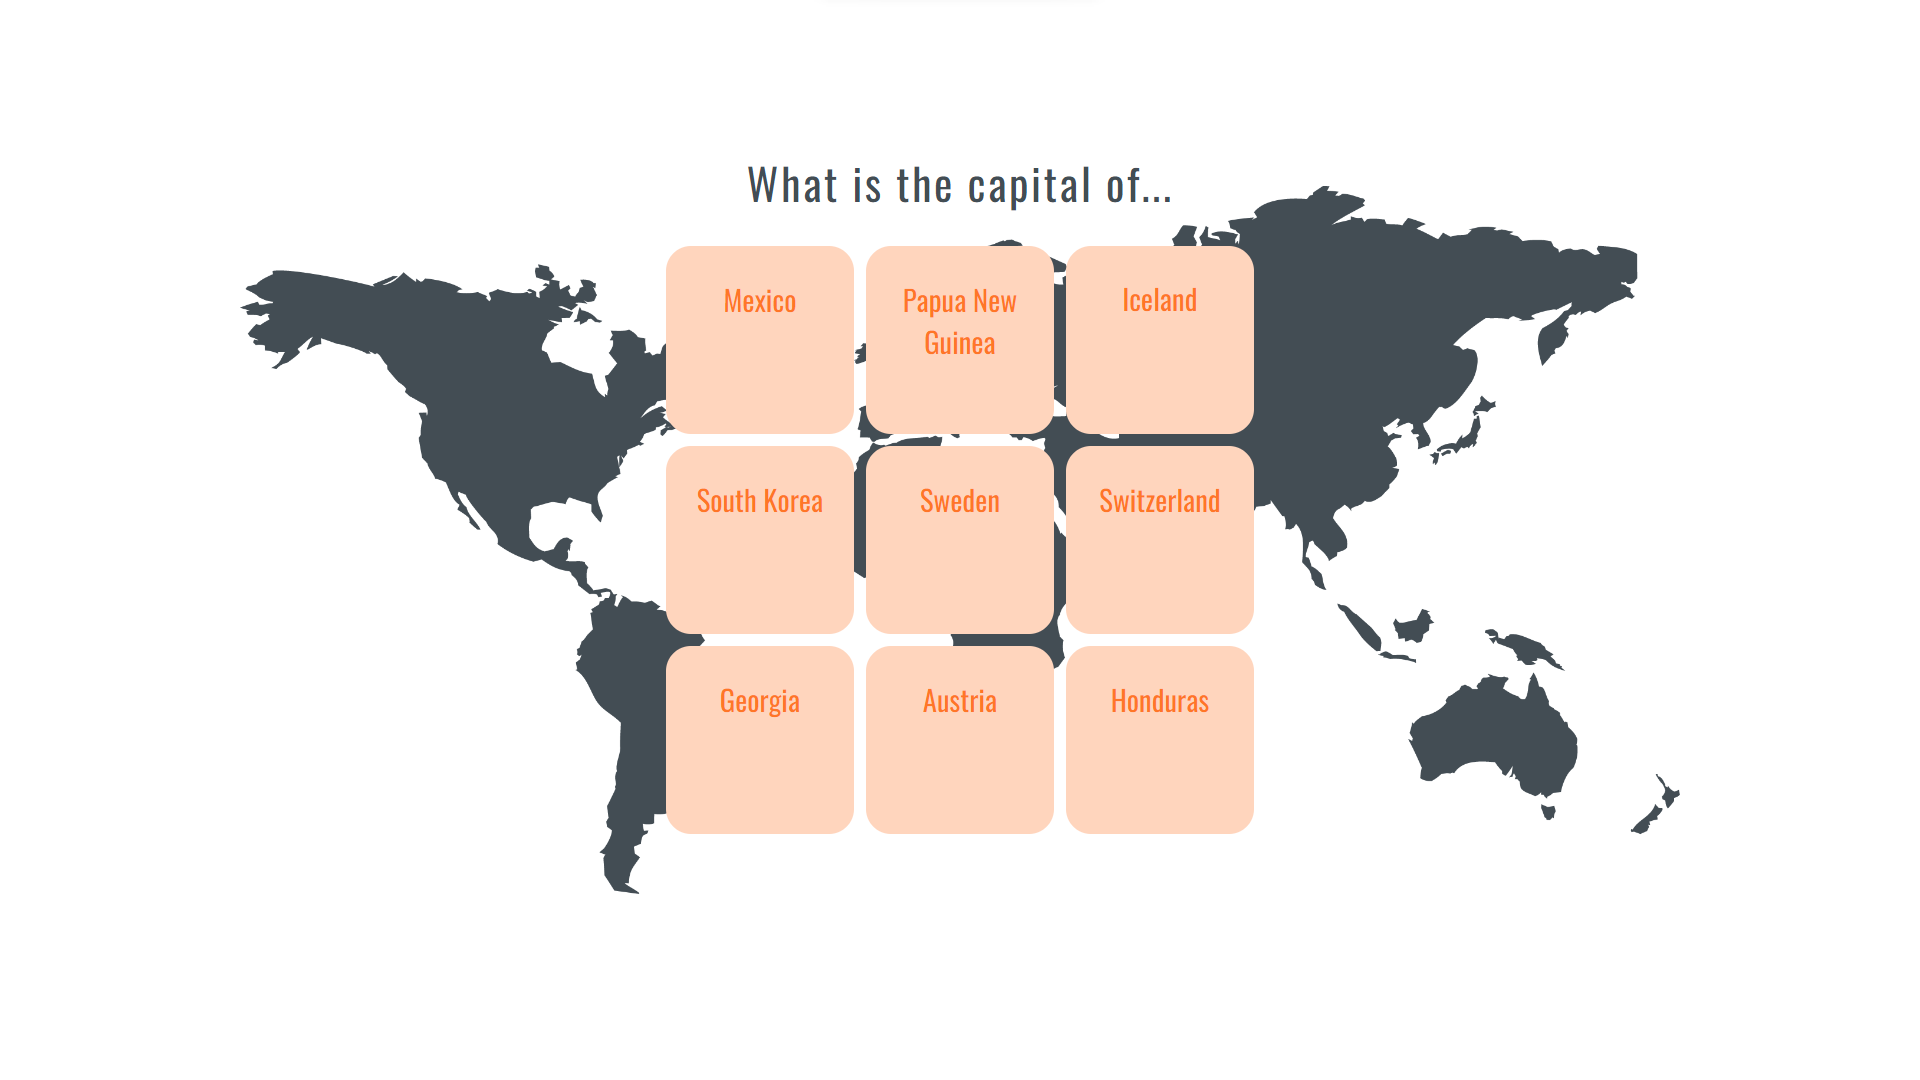 What is the capital of...
Mexico
Papua New
Guinea
Iceland
South Korea
Sweden
Switzerland
Georgia
Austria
Honduras